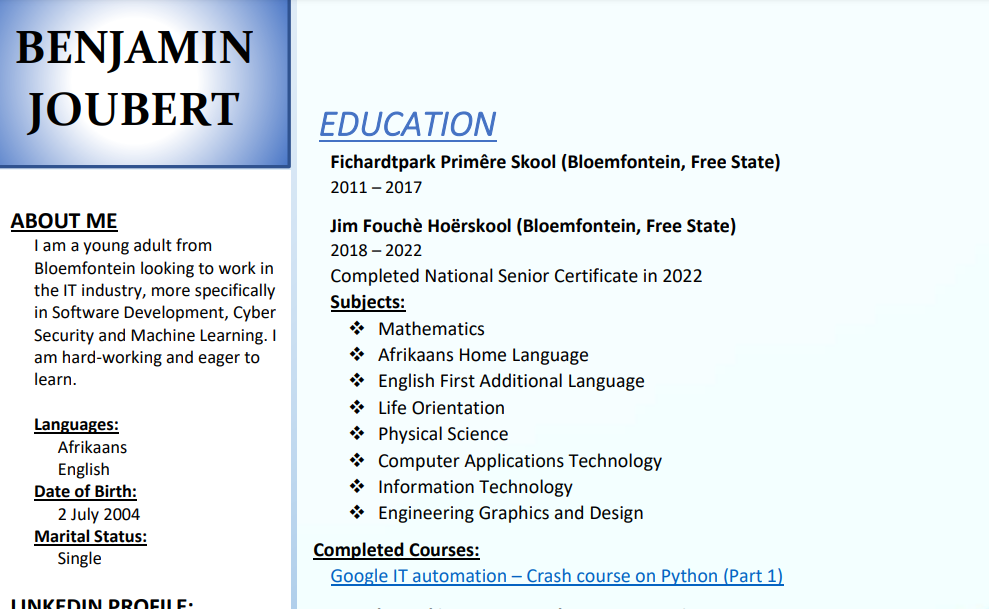 BENJAMIN
JOUBERT
ABOUT ME
I am a young adult from
Bloemfontein looking to work in
the IT industry, more specifically
in Software Development, Cyber
Security and Machine Learning. I
am hard-working and eager to
learn.
Languages:
Afrikaans
English
Date of Birth:
2 July 2004
Marital Status:
Single
LINKEDIN PROFILE:
EDUCATION
Fichardtpark Primêre Skool (Bloemfontein, Free State)
2011 – 2017
Jim Fouchè Hoërskool (Bloemfontein, Free State)
2018 – 2022
Completed National Senior Certificate in 2022
Subjects:
❖ Mathematics
❖ Afrikaans Home Language
❖ English First Additional Language
❖ Life Orientation
❖ Physical Science
❖ Computer Applications Technology
❖ Information Technology
❖ Engineering Graphics and Design
Completed Courses:
Google IT automation – Crash course on Python (Part 1)